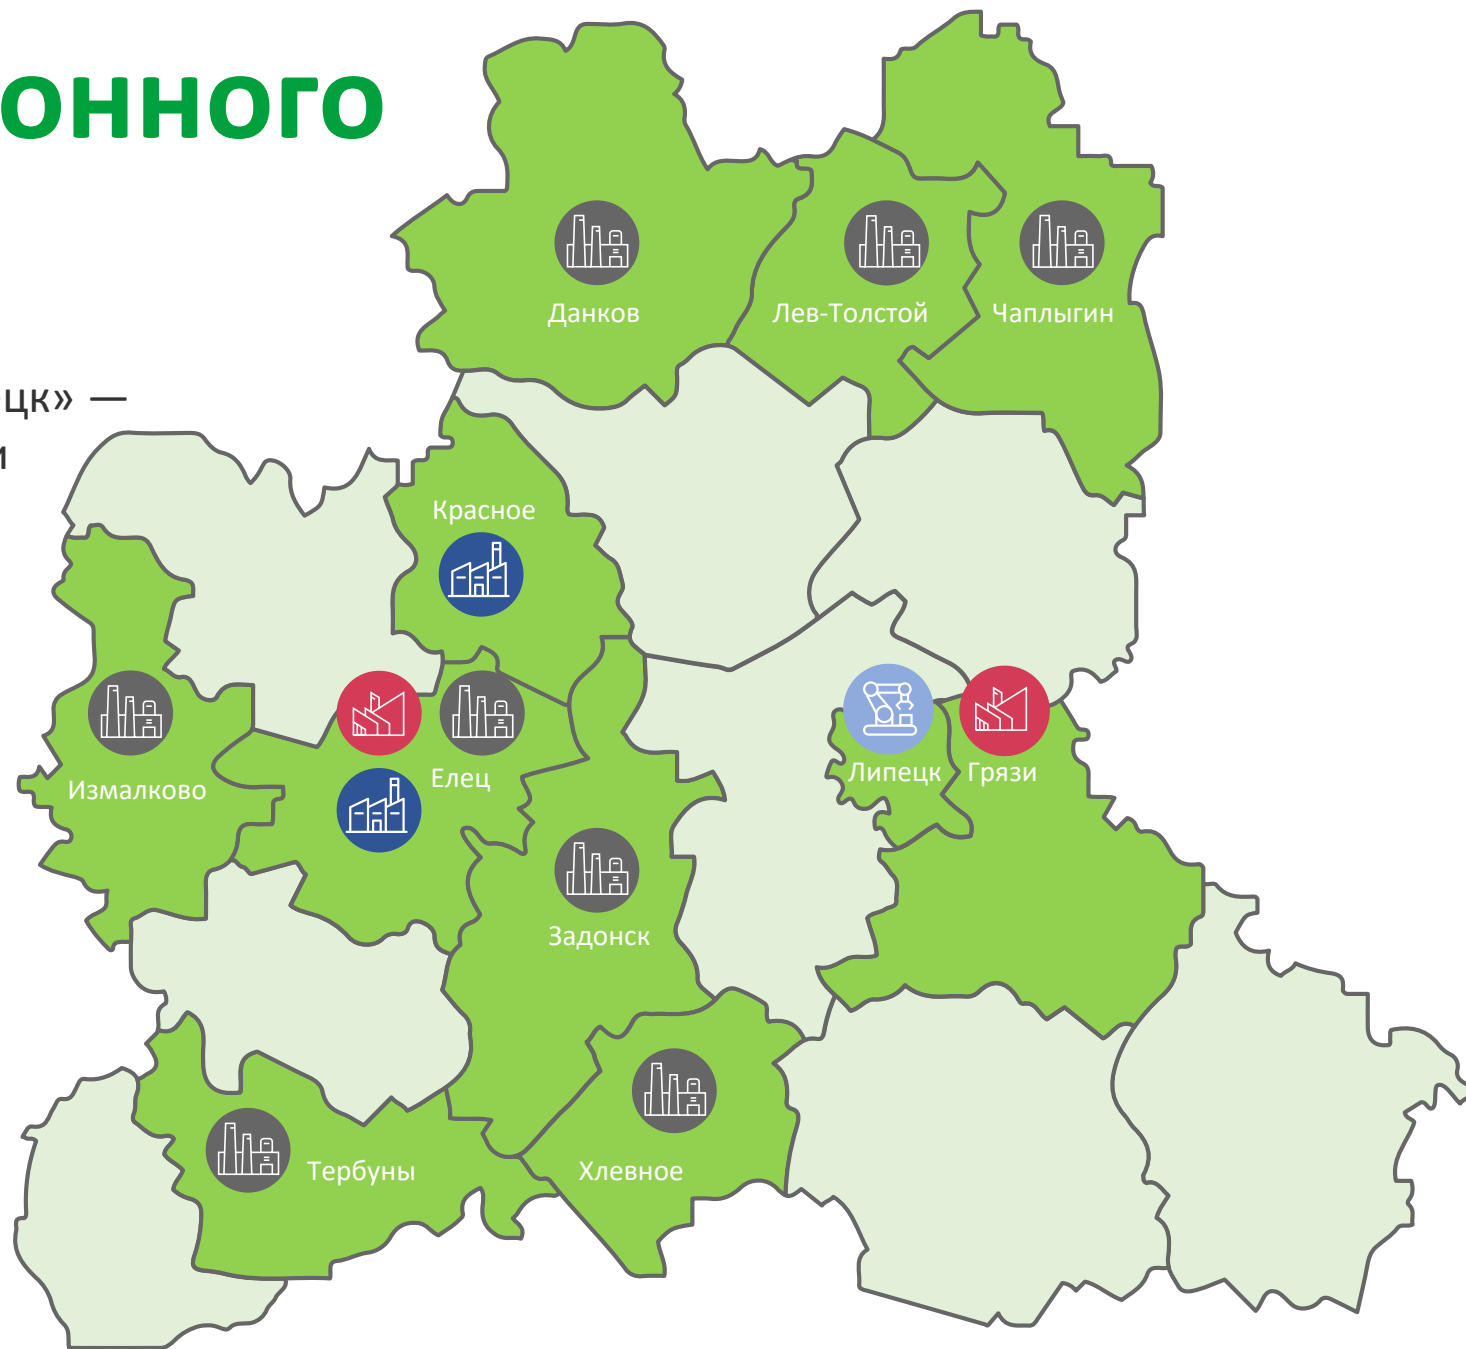 онного
цк» —
и
Данков
Лев-Толстой
Чаплыгин
Красное
Измалково
Елец
Липецк
Грязи
Задонск
Тербуны
Хлевное